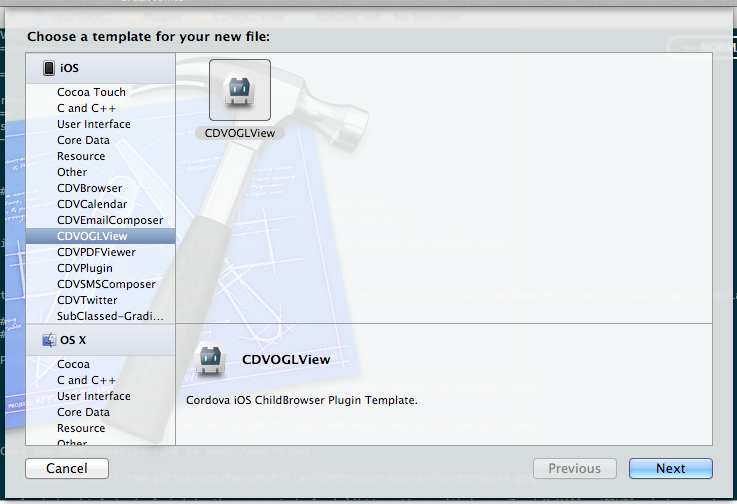 Choose a template for your new file:
iOS
Cocoa Touch
C and C++
User Interface
Core Data
Resource
Other
CDVBrowser
CDVCalendar
CDVEmailComposer
CDVOGLView
CDVPDFViewer
CDVPlugin
CDVSMSComposer
CDVTwitter
SubClassed-Gradi...
OS X
Cocoa
C and C++
User Interface
Core Data
Resource
Other
CDVOGLView
CDVOGLView
Cordova iOS ChildBrowser Plugin Template.
Cancel
Previous
Next